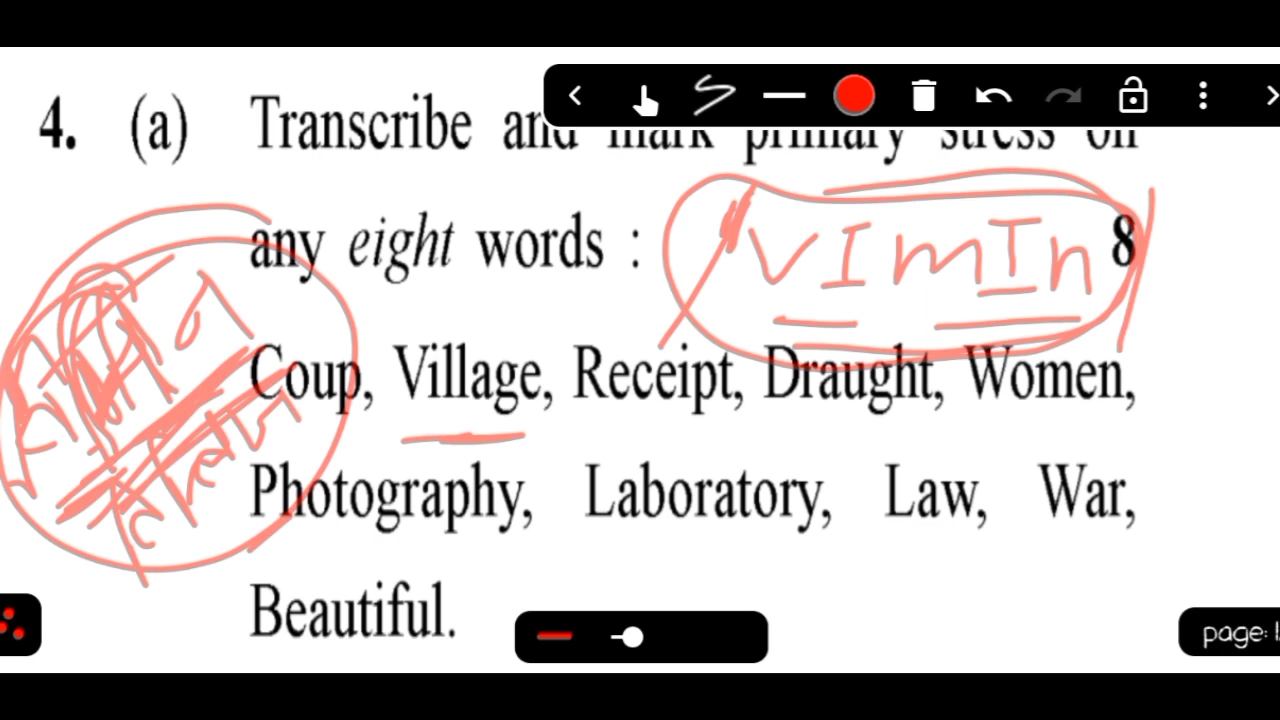 4. (a) Transcribe and mark primary stress on
any eight words : 8
VImIn
Coup, Village, Receipt, Draught, Women,
Photography, Laboratory, Law, War,
Beautiful.
page: